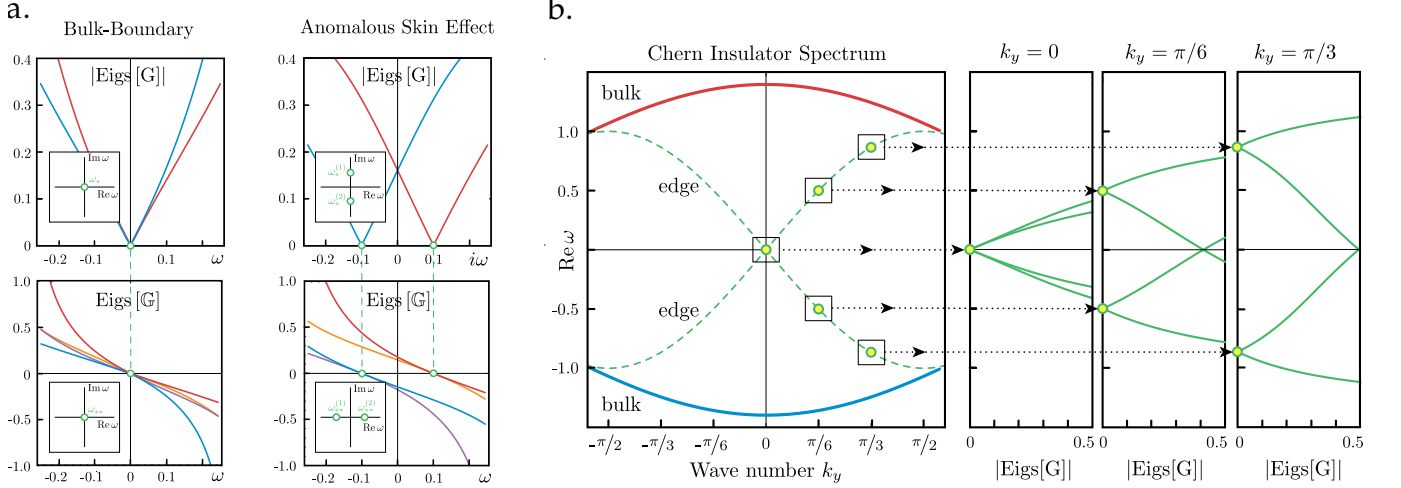 a.
Bulk-Boundary
Anomalous Skin Effect
|Eigs[G]|
0.4
0.3
0.2
0.1
0
Im ω
ω*
Re ω
-0.2 -0.1 0 0.1 ω
|Eigs[G]|
0.4
0.3
0.2
0.1
0
Im ω
ω*(1)
ω*(2)
Re ω
-0.2 -0.1 0 0.1 iω
Eigs[𝔾]
1.0
0.5
0
-0.5
-1.0
Im ω
ω**
Re ω
-0.2 -0.1 0 0.1 ω
Eigs[𝔾]
1.0
0.5
0
-0.5
-1.0
Im ω
ω**(1) ω**(2)
Re ω
-0.2 -0.1 0 0.1 ω
b.
Chern Insulator Spectrum
bulk
edge
edge
bulk
Re ω
1.0
0.5
0
-0.5
-1.0
-π/2 -π/3 -π/6 0 π/6 π/3 π/2
Wave number ky
ky = 0
0 0.5
|Eigs[G]|
ky = π/6
0 0.5
|Eigs[G]|
ky = π/3
0 0.5
|Eigs[G]|